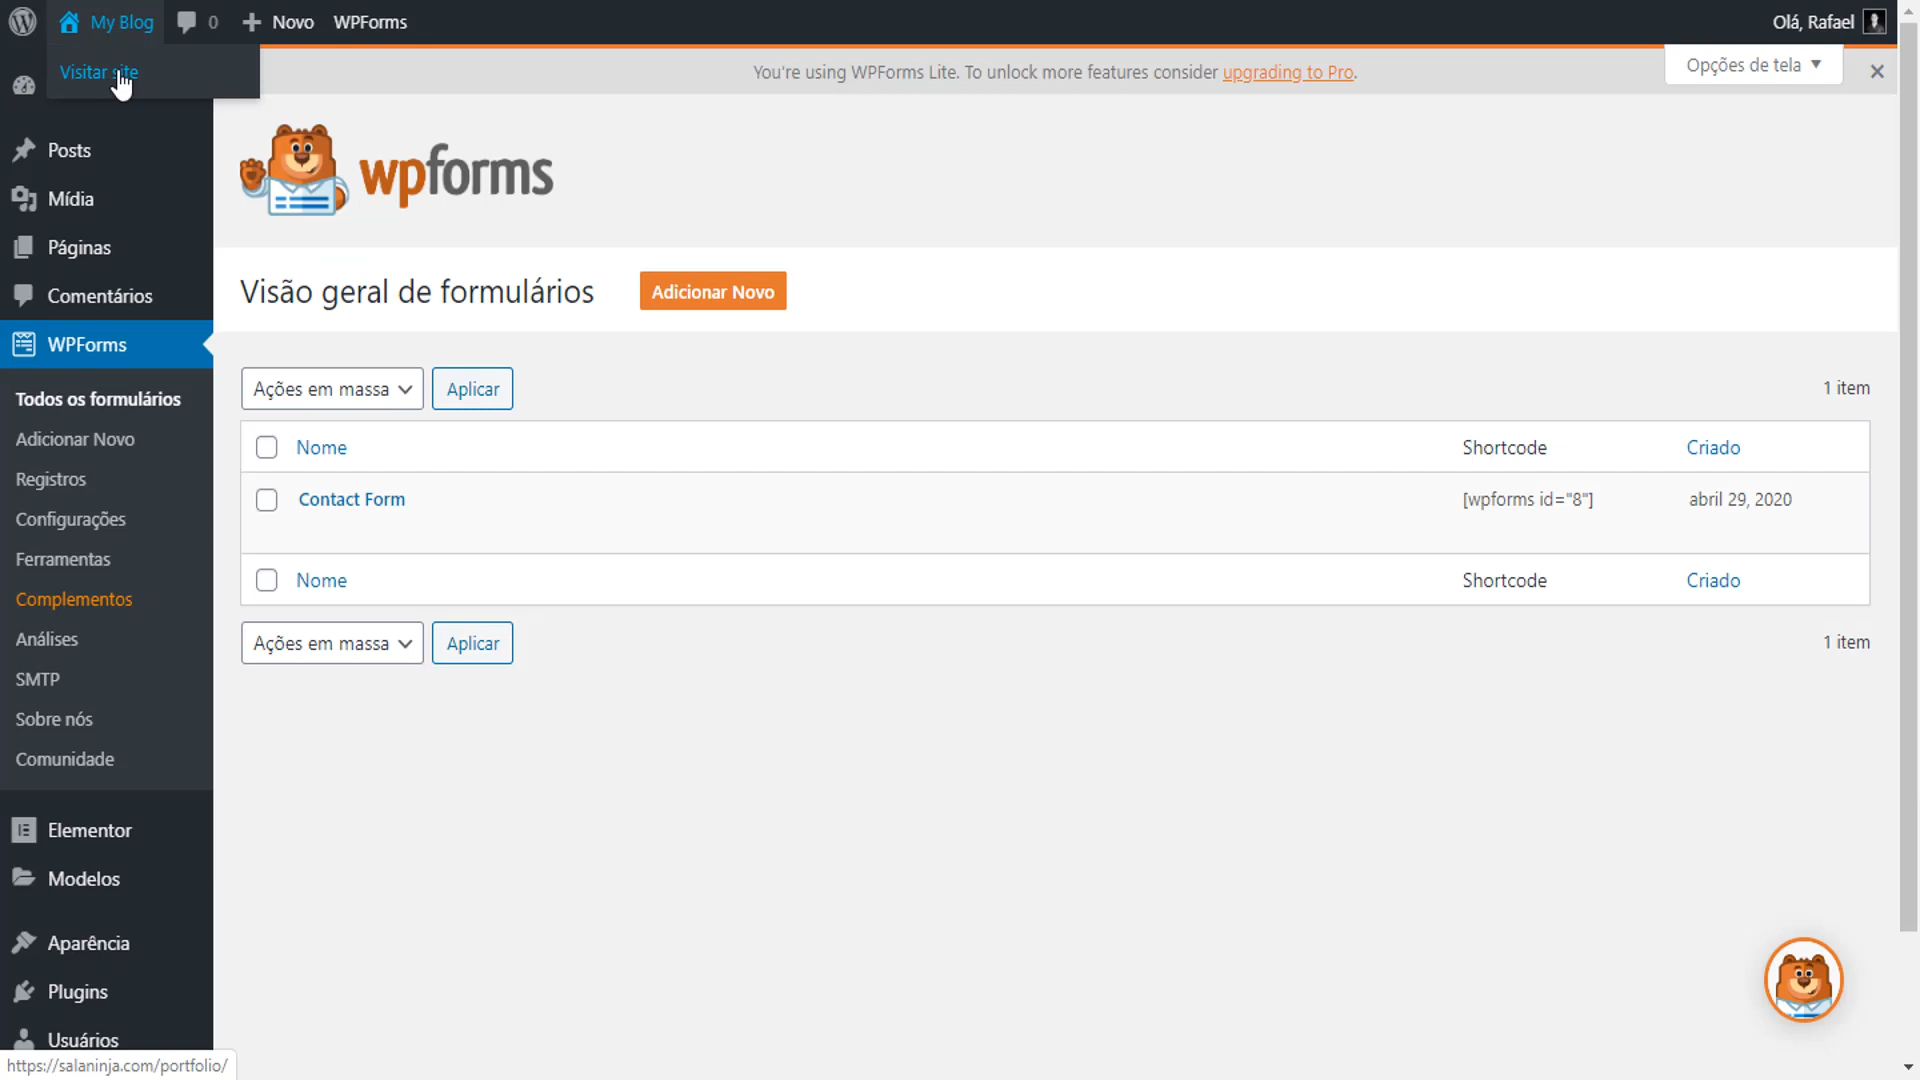 My Blog 0 Novo WPForms Olá, Rafael
Visitar site
You're using WPForms Lite. To unlock more features consider upgrading to Pro.
Opções de tela
wpforms
Posts
Mídia
Páginas
Comentários
WPForms
Todos os formulários
Adicionar Novo
Registros
Configurações
Ferramentas
Complementos
Análises
SMTP
Sobre nós
Comunidade
Elementor
Modelos
Aparência
Plugins
Usuários
Visão geral de formulários Adicionar Novo
Ações em massa Aplicar 1 item
Nome Shortcode Criado
Contact Form [wpforms id="8"] abril 29, 2020
Nome Shortcode Criado
Ações em massa Aplicar 1 item
https://salaninja.com/portfolio/